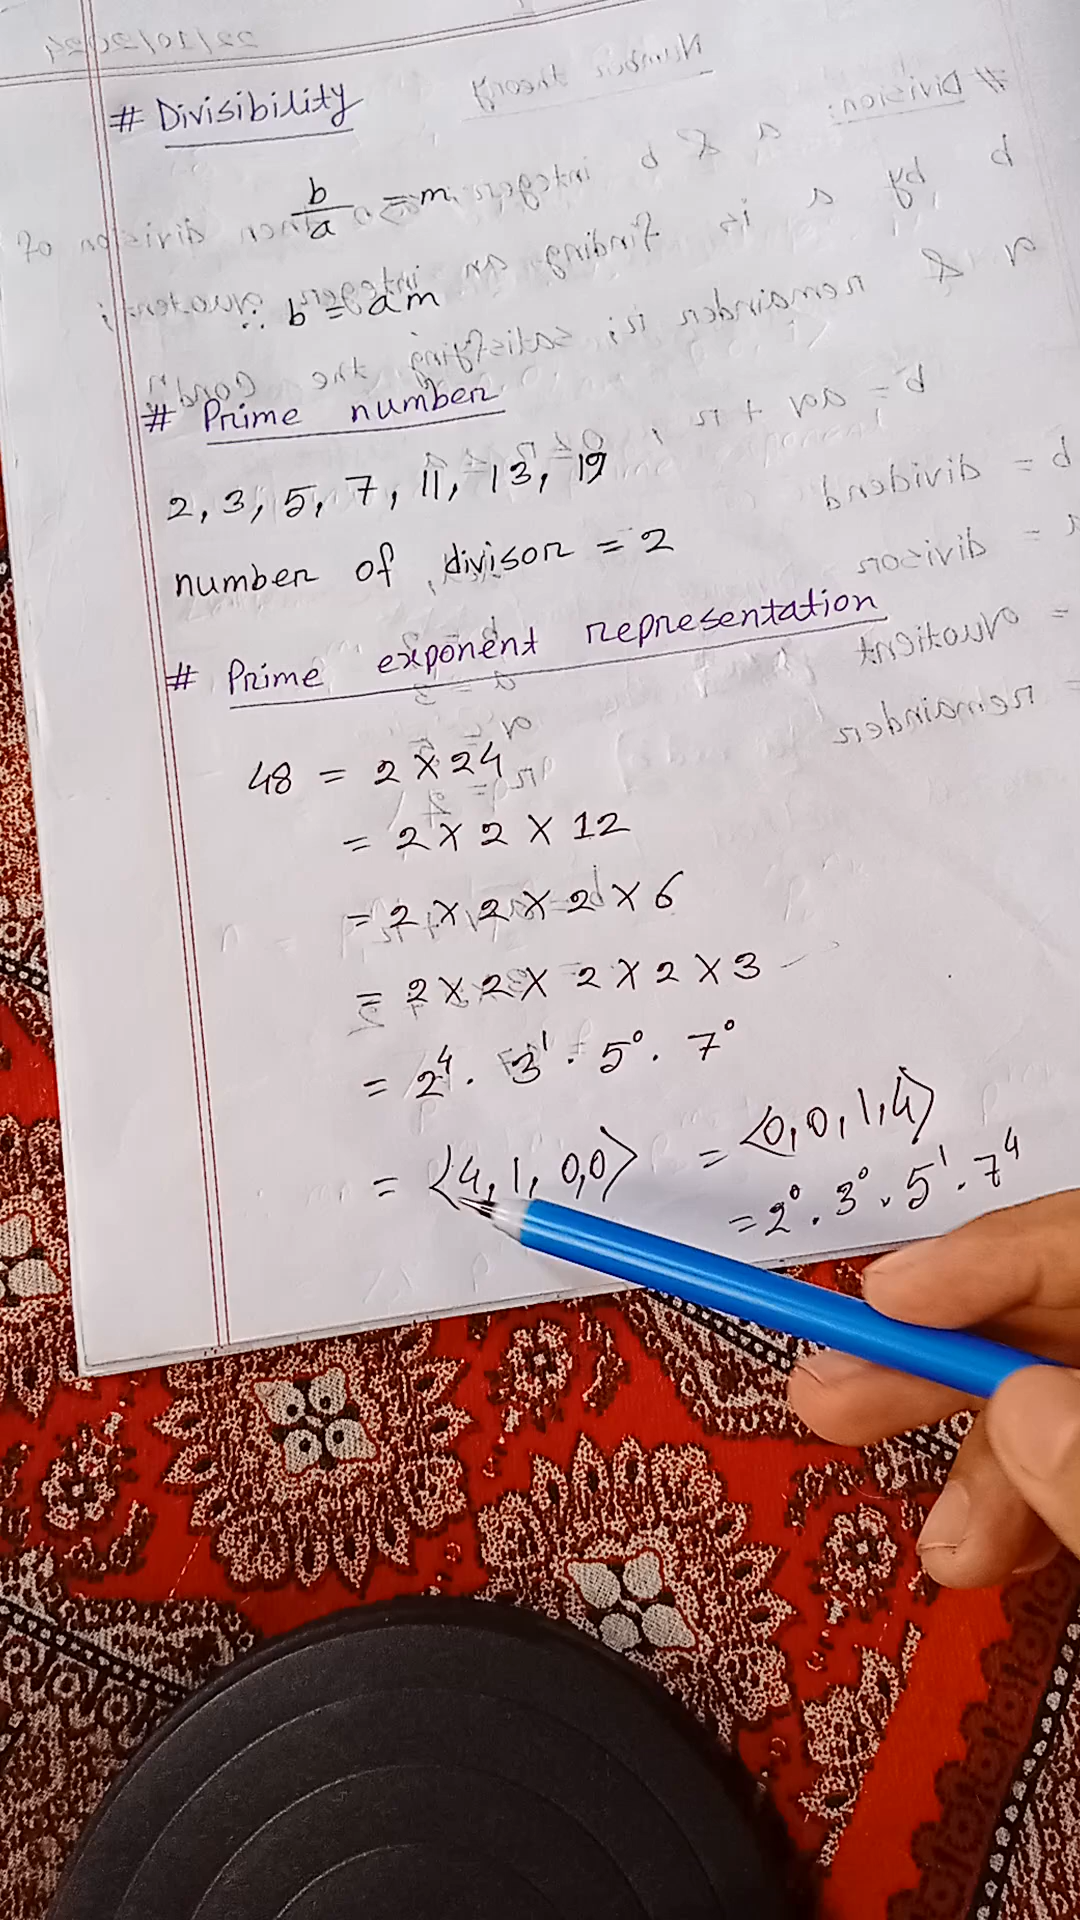 # Divisibility
b/a = m
∴ b = am
# Prime number
2, 3, 5, 7, 11, 13, 19
number of divisor = 2
# Prime exponent representation
48 = 2 × 24
= 2 × 2 × 12
= 2 × 2 × 2 × 6
= 2 × 2 × 2 × 2 × 3
= 2⁴ · 3¹ · 5⁰ · 7⁰
= ⟨4, 1, 0,0⟩ = ⟨0, 0, 1, 4⟩
= 2⁰ · 3⁰ · 5¹ · 7⁴